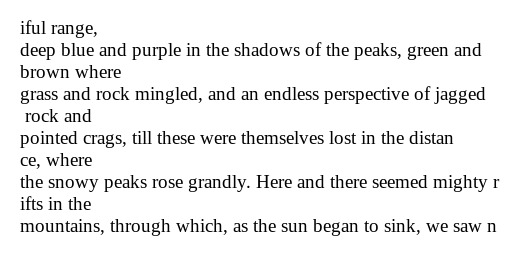 iful range,
deep blue and purple in the shadows of the peaks, green and
brown where
grass and rock mingled, and an endless perspective of jagged
rock and
pointed crags, till these were themselves lost in the distan
ce, where
the snowy peaks rose grandly. Here and there seemed mighty r
ifts in the
mountains, through which, as the sun began to sink, we saw n